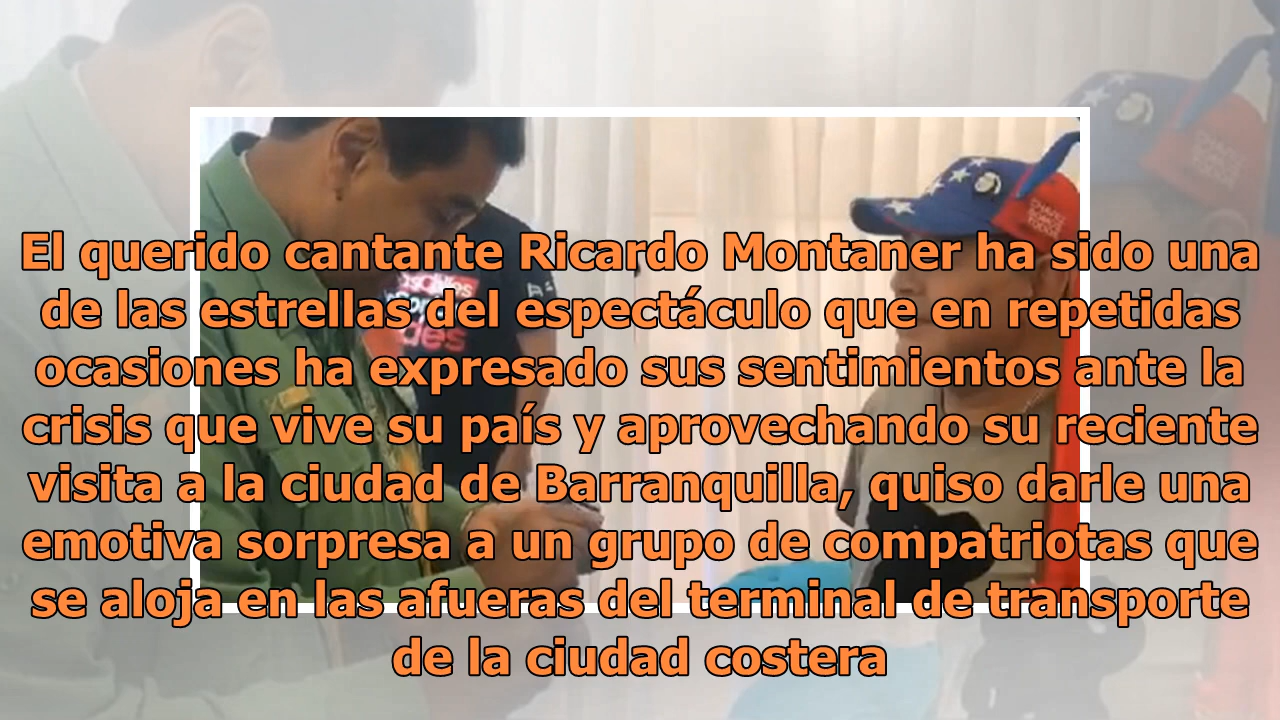 El querido cantante Ricardo Montaner ha sido una
de las estrellas del espectáculo que en repetidas
ocasiones ha expresado sus sentimientos ante la
crisis que vive su país y aprovechando su reciente
visita a la ciudad de Barranquilla, quiso darle una
emotiva sorpresa a un grupo de compatriotas que
se aloja en las afueras del terminal de transporte
de la ciudad costera